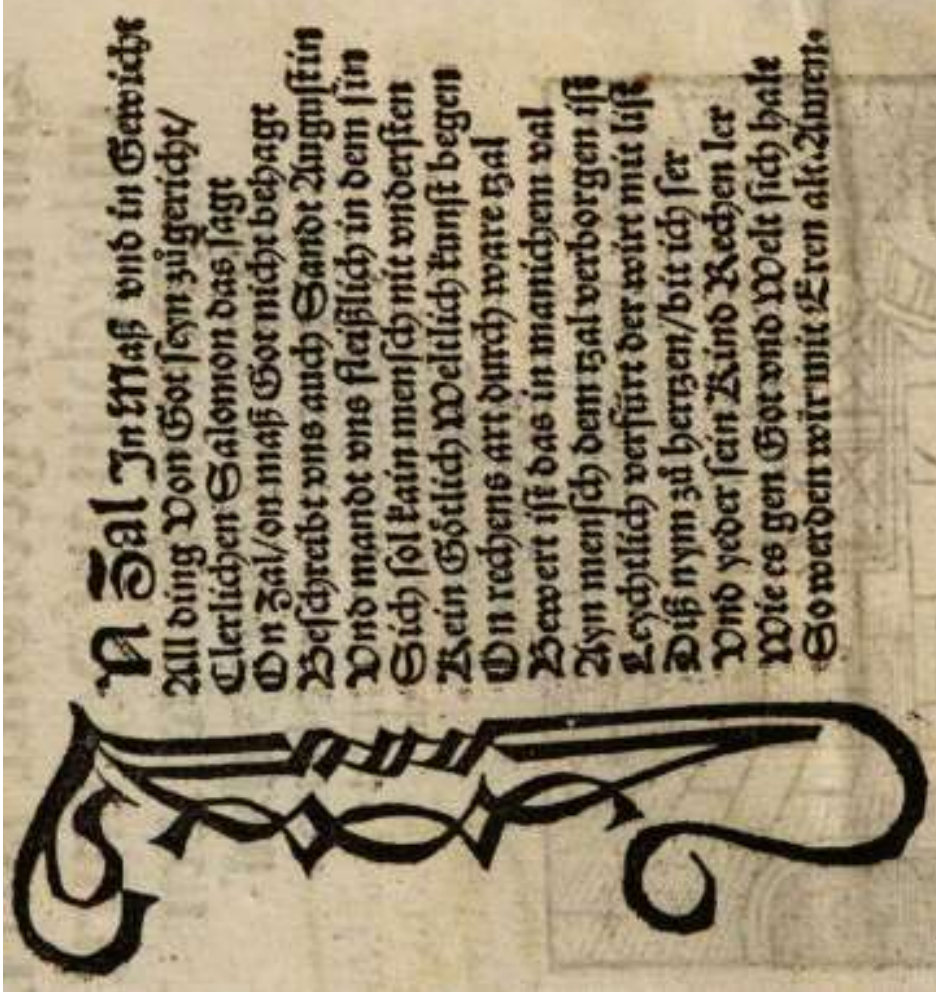 IN Zal In Maß vnd in Gewicht
All ding Von Got seyn zůgericht/
Clerlichen Salomon das sagt
On Zal/on maß Got nicht behagt
Beschreibt vns auch Sandt Augustin
Vnd mandt vns fleißlich in dem sin
Sich sol kain mensch nit vndersten
Kein Götlich Weltlich kunst begen
On rechens art durch ware tzal
Bewert ist das in manichem val
Ayn mensch dem tzal verborgen ist
Leychtlich verfürt der wirt mit list
Diß nym zů hertzen/bit ich ser
Vnd yeder sein Kind Rechen ler
Wie es gen Got vnd Welt sich halt
So werden wir mit Eren alt. Amen.